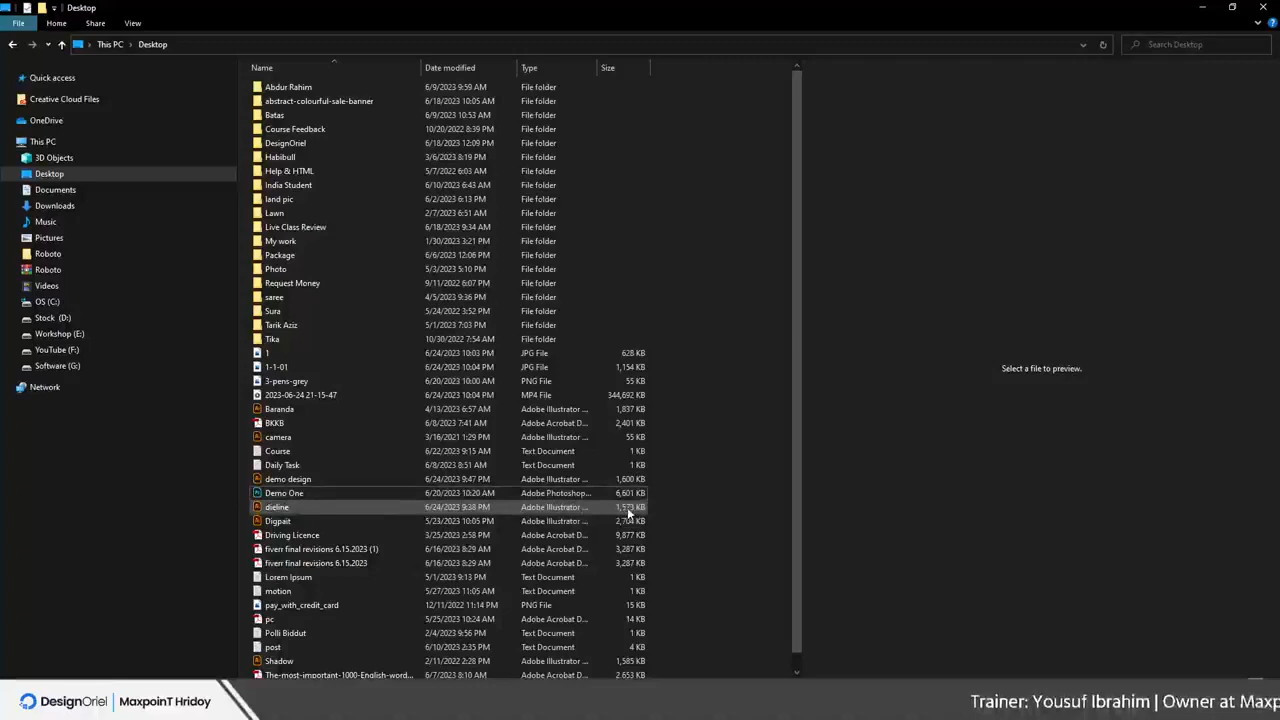 Desktop
File Home Share View
This PC Desktop Search Desktop
Name Date modified Type Size
Quick access
Creative Cloud Files
OneDrive
This PC
3D Objects
Desktop
Documents
Downloads
Music
Pictures
Roboto
Roboto
Videos
OS (C:)
Stock (D:)
Workshop (E:)
YouTube (F:)
Software (G:)
Network
Abdur Rahim 6/9/2023 9:59 AM File folder
abstract-colourful-sale-banner 6/18/2023 10:05 AM File folder
Batas 6/9/2023 10:53 AM File folder
Course Feedback 10/20/2022 8:39 PM File folder
DesignOriel 6/18/2023 12:09 PM File folder
Habibull 3/6/2023 8:19 PM File folder
Help & HTML 5/7/2022 6:03 AM File folder
India Student 6/10/2023 6:43 AM File folder
land pic 6/2/2023 6:13 PM File folder
Lawn 2/7/2023 6:51 AM File folder
Live Class Review 6/18/2023 9:34 AM File folder
My work 1/30/2023 3:21 PM File folder
Package 6/6/2023 12:06 PM File folder
Photo 5/3/2023 5:10 PM File folder
Request Money 9/11/2022 6:07 PM File folder
saree 4/5/2023 9:36 PM File folder
Sura 5/24/2022 3:52 PM File folder
Tarik Aziz 5/1/2023 7:03 PM File folder
Tika 10/30/2022 7:54 AM File folder
1 6/24/2023 10:03 PM JPG File 628 KB
1-1-01 6/24/2023 10:04 PM JPG File 1,154 KB
3-pens-grey 6/20/2023 10:00 AM PNG File 55 KB
2023-06-24 21-15-47 6/24/2023 10:04 PM MP4 File 344,692 KB
Baranda 4/13/2023 6:57 AM Adobe Illustrator ... 1,837 KB
BKKB 6/8/2023 7:41 AM Adobe Acrobat D... 2,401 KB
camera 3/16/2021 1:29 PM Adobe Illustrator ... 55 KB
Course 6/22/2023 9:15 AM Text Document 1 KB
Daily Task 6/8/2023 8:51 AM Text Document 1 KB
demo design 6/24/2023 9:47 PM Adobe Illustrator ... 1,600 KB
Demo One 6/20/2023 10:20 AM Adobe Photoshop... 6,601 KB
dieline 6/24/2023 9:38 PM Adobe Illustrator ... KB
Digpait 5/23/2023 10:05 PM Adobe Illustrator ... 2,704 KB
Driving Licence 3/25/2023 2:58 PM Adobe Acrobat D... 9,877 KB
fiverr final revisions 6.15.2023 (1) 6/16/2023 8:29 AM Adobe Acrobat D... 3,287 KB
fiverr final revisions 6.15.2023 6/16/2023 8:29 AM Adobe Acrobat D... 3,287 KB
Lorem Ipsum 5/1/2023 9:13 PM Text Document 1 KB
motion 5/27/2023 11:05 AM Text Document 1 KB
pay_with_credit_card 12/11/2022 11:14 PM PNG File 15 KB
pc 5/25/2023 10:24 AM Adobe Acrobat D... 14 KB
Polli Biddut 2/4/2023 9:56 PM Text Document 1 KB
post 6/10/2023 2:35 PM Text Document 4 KB
Shadow 2/11/2022 2:28 PM Adobe Illustrator ... 1,585 KB
The-most-important-1000-English-word... 6/7/2023 8:10 AM Adobe Acrobat D... 2,653 KB
Select a file to preview.
DesignOriel | MaxpoinT Hridoy
Trainer: Yousuf Ibrahim | Owner at Maxp